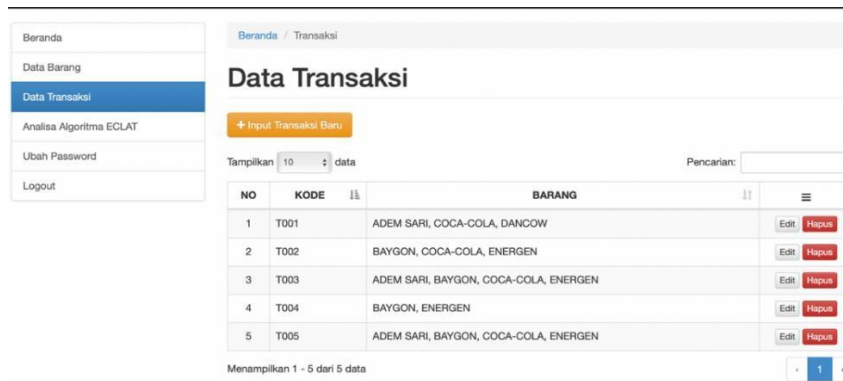 Beranda
Data Barang
Data Transaksi
Analisa Algoritma ECLAT
Ubah Password
Logout
Beranda / Transaksi
Data Transaksi
+ Input Transaksi Baru
Tampilkan 10 data Pencarian:
NO KODE BARANG
1 T001 ADEM SARI, COCA-COLA, DANCOW Edit Hapus
2 T002 BAYGON, COCA-COLA, ENERGEN Edit Hapus
3 T003 ADEM SARI, BAYGON, COCA-COLA, ENERGEN Edit Hapus
4 T004 BAYGON, ENERGEN Edit Hapus
5 T005 ADEM SARI, BAYGON, COCA-COLA, ENERGEN Edit Hapus
Menampilkan 1 - 5 dari 5 data 1